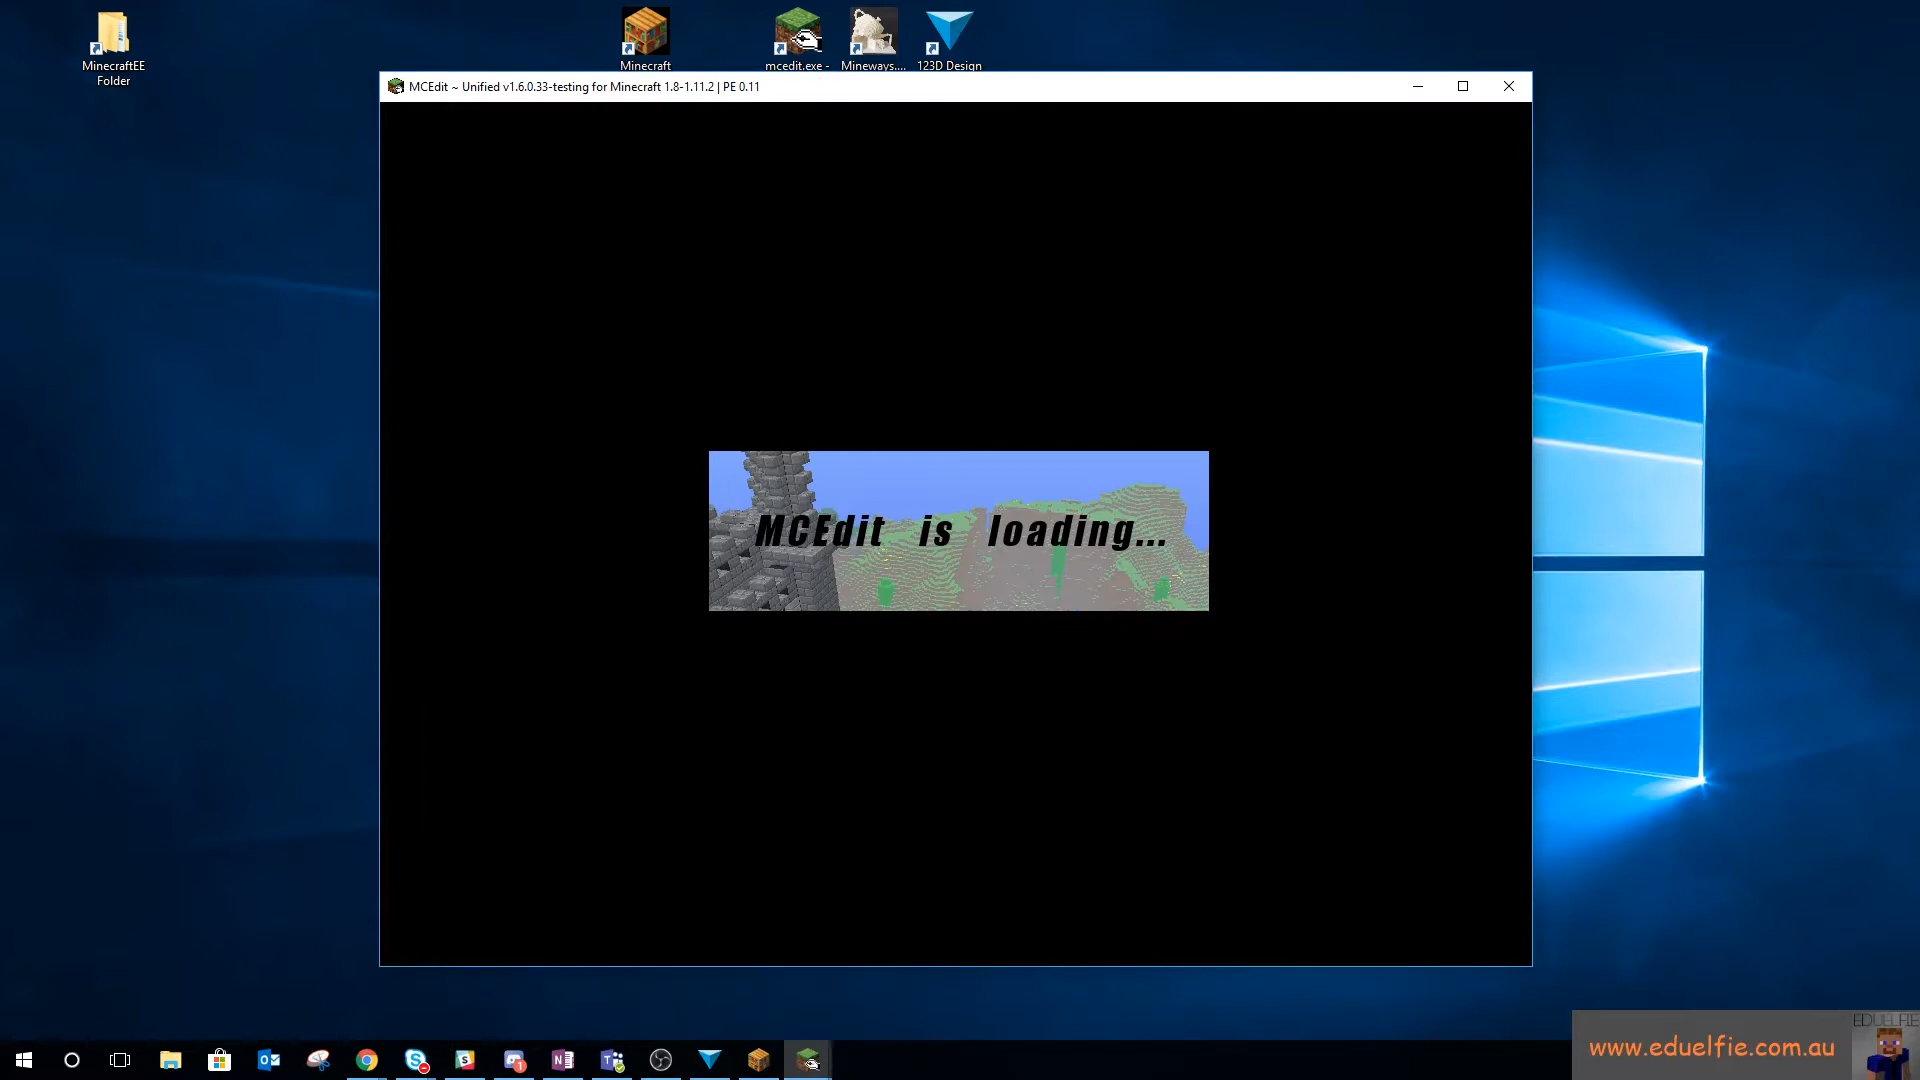 MinecraftEE
Folder
Minecraft
mcedit.exe -
Mineways....
123D Design
MCEdit ~ Unified v1.6.0.33-testing for Minecraft 1.8-1.11.2 | PE 0.11
MCEdit is loading...
EDUELFIE
www.eduelfie.com.au